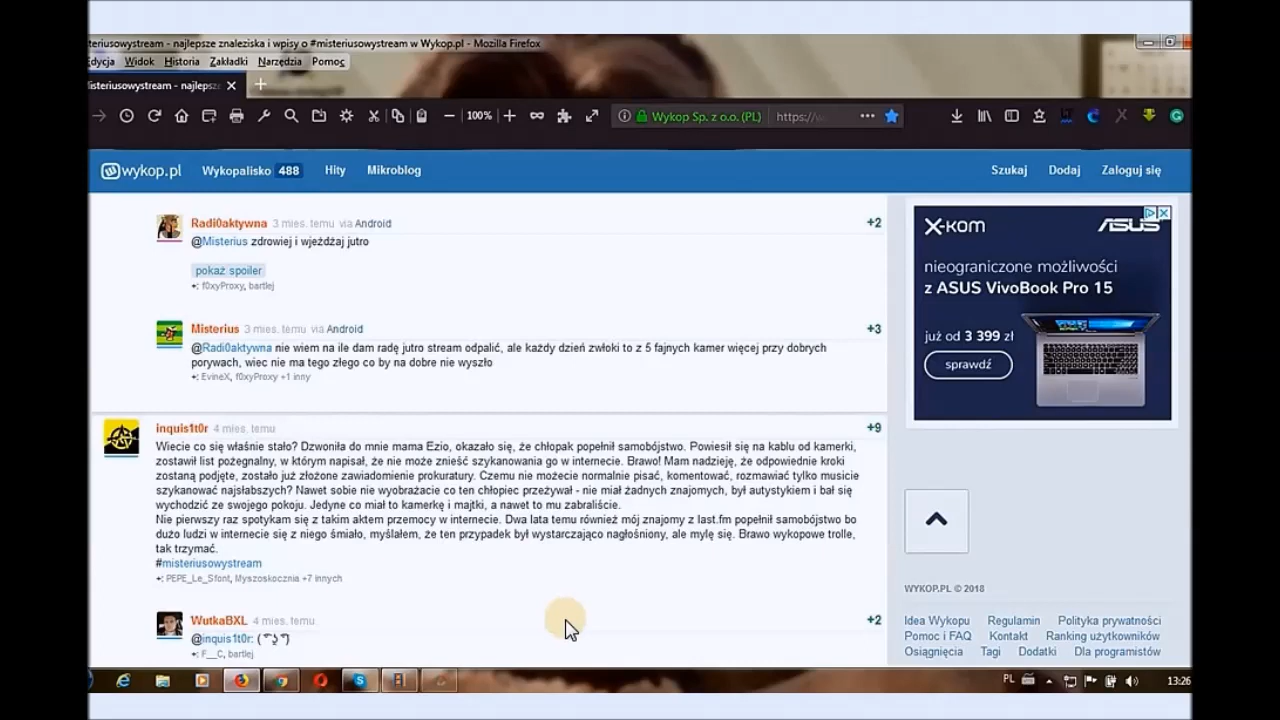 steriusowystream - najlepsze znaleziska i wpisy o #misteriusowystream w Wykop.pl - Mozilla Firefox
dycja Widok Historia Zakładki Narzędzia Pomoc
isteriusowystream - najlepsz
100% Wykop Sp. z o.o. (PL) https://w
wykop.pl Wykopalisko 488 Hity Mikroblog Szukaj Dodaj Zaloguj się
Radi0aktywna 3 mies. temu via Android +2
@Misterius zdrowiej i wjeżdżaj jutro
pokaż spoiler
+: f0xyProxy, bartlej
Misterius 3 mies. temu via Android +3
@Radi0aktywna nie wiem na ile dam radę jutro stream odpalić, ale każdy dzień zwłoki to z 5 fajnych kamer więcej przy dobrych
porywach, wiec nie ma tego złego co by na dobre nie wyszło
+: EvineX, f0xyProxy +1 inny
inquis1t0r 4 mies. temu +9
Wiecie co się właśnie stało? Dzwoniła do mnie mama Ezio, okazało się, że chłopak popełnił samobójstwo. Powiesił się na kablu od kamerki,
zostawił list pożegnalny, w którym napisał, że nie może znieść szykanowania go w internecie. Brawo! Mam nadzieję, że odpowiednie kroki
zostaną podjęte, zostało już złożone zawiadomienie prokuratury. Czemu nie możecie normalnie pisać, komentować, rozmawiać tylko musicie
szykanować najsłabszych? Nawet sobie nie wyobrażacie co ten chłopiec przeżywał - nie miał żadnych znajomych, był autystykiem i bał się
wychodzić ze swojego pokoju. Jedyne co miał to kamerkę i majtki, a nawet to mu zabraliście.
Nie pierwszy raz spotykam się z takim aktem przemocy w internecie. Dwa lata temu również mój znajomy z last.fm popełnił samobójstwo bo
dużo ludzi w internecie się z niego śmiało, myślałem, że ten przypadek był wystarczająco nagłośniony, ale mylę się. Brawo wykopowe trolle,
tak trzymać.
#misteriusowystream
+: PEPE_Le_Sfont, Myszoskocznia +7 innych
WutkaBXL 4 mies. temu +2
@inquis1t0r: ( ͡° ͜ʖ ͡°)
+: F__C, bartlej
X-KOM ASUS
nieograniczone możliwości
z ASUS VivoBook Pro 15
już od 3 399 zł
sprawdź
WYKOP.PL © 2018
Idea Wykopu Regulamin Polityka prywatności
Pomoc i FAQ Kontakt Ranking użytkowników
Osiągnięcia Tagi Dodatki Dla programistów
PL 13:26